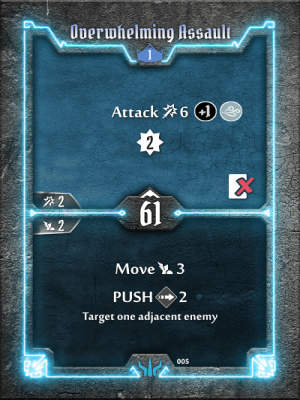 Overwhelming Assault
1
Attack 6 +1
2
2
61
2
Move 3
PUSH 2
Target one adjacent enemy
005